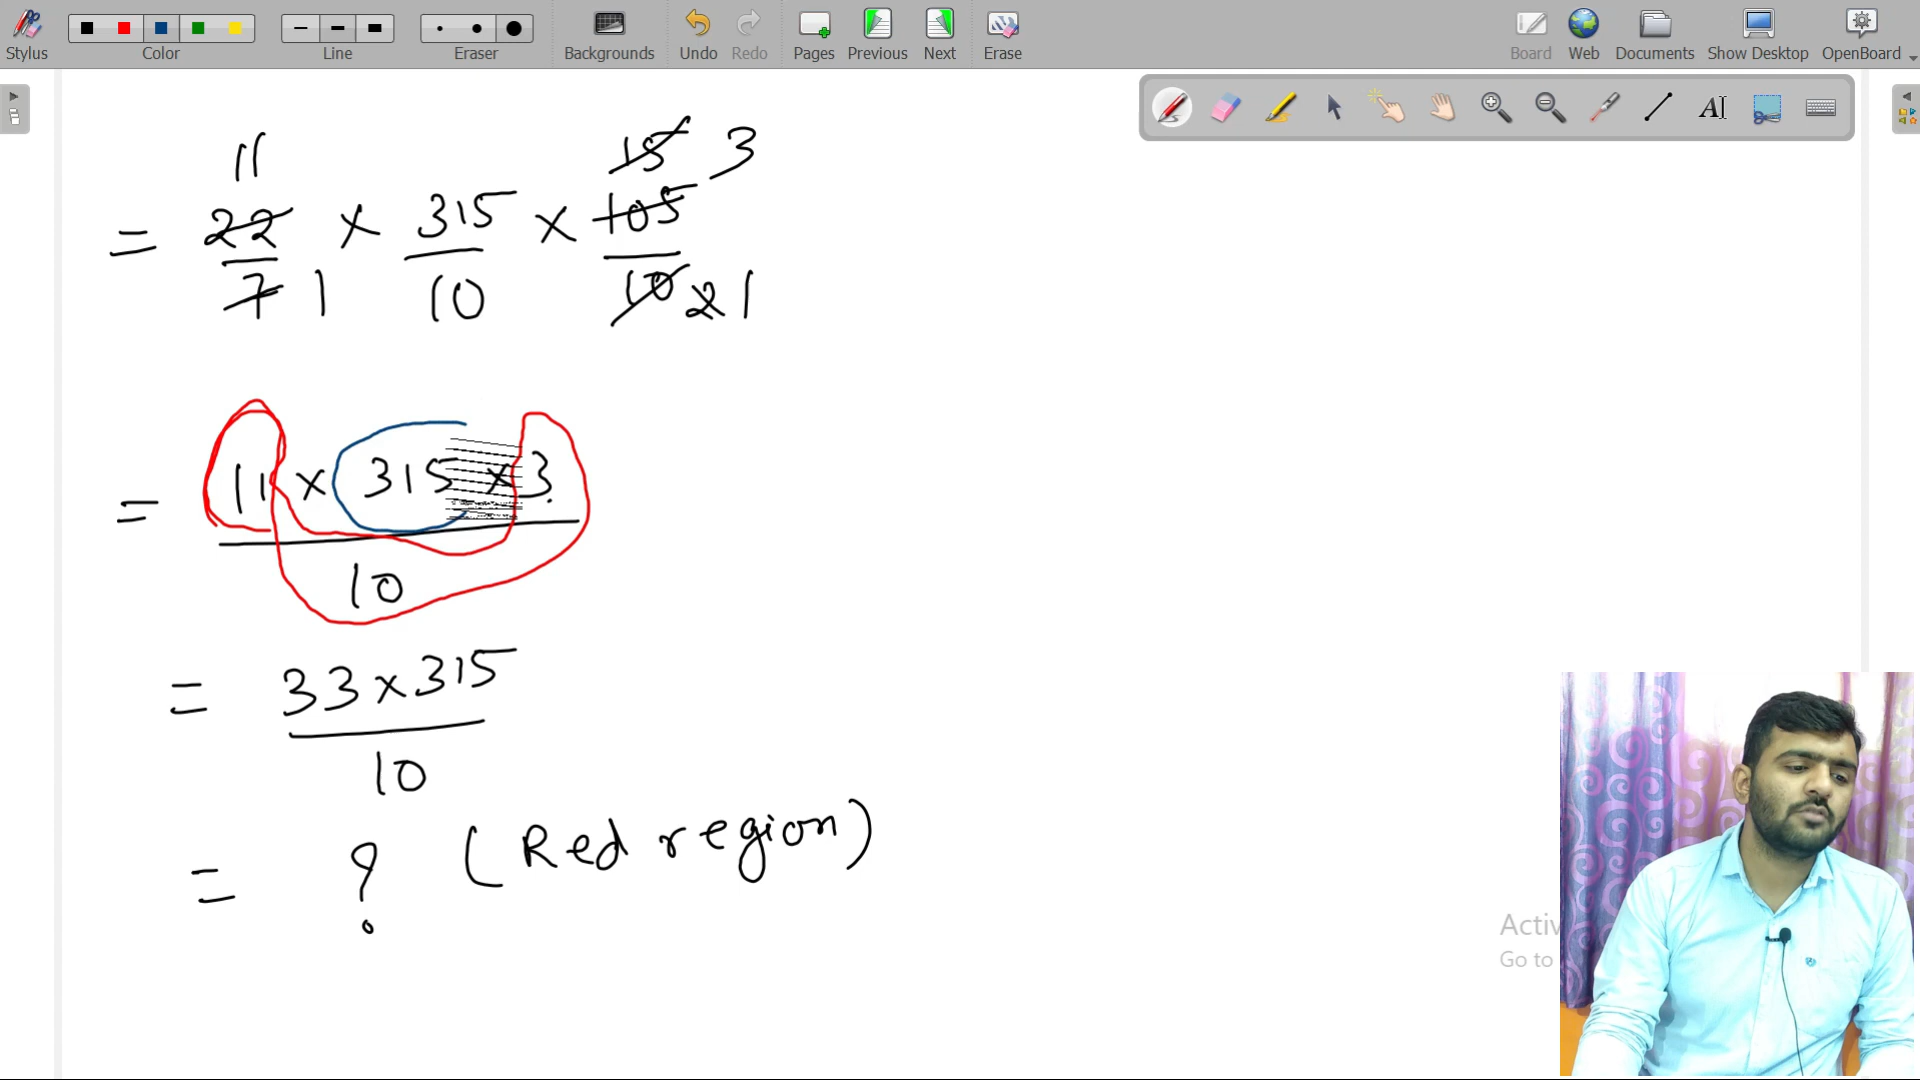 Stylus Color Line Eraser Backgrounds Undo Redo Pages Previous Next Erase Board Web Documents Show Desktop OpenBoard
11 15 3
= 22 × 315 × 105
7 1 10 10 2 1
= 11 × 315 × 3
10
= 33 × 315
10
= ? (Red region)
Activ
Go to